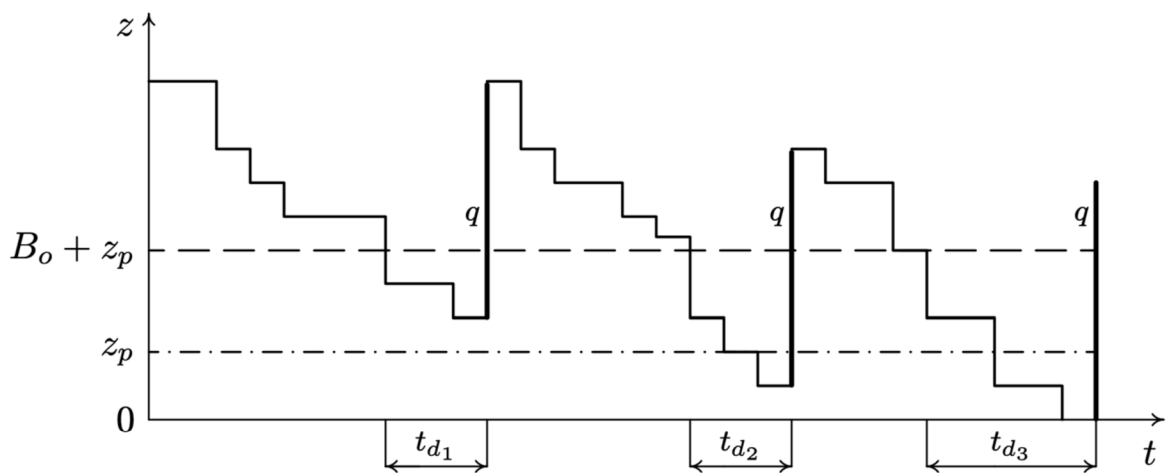 z
q
q
q
B_o + z_p
z_p
0
t_{d_1}
t_{d_2}
t_{d_3}
t